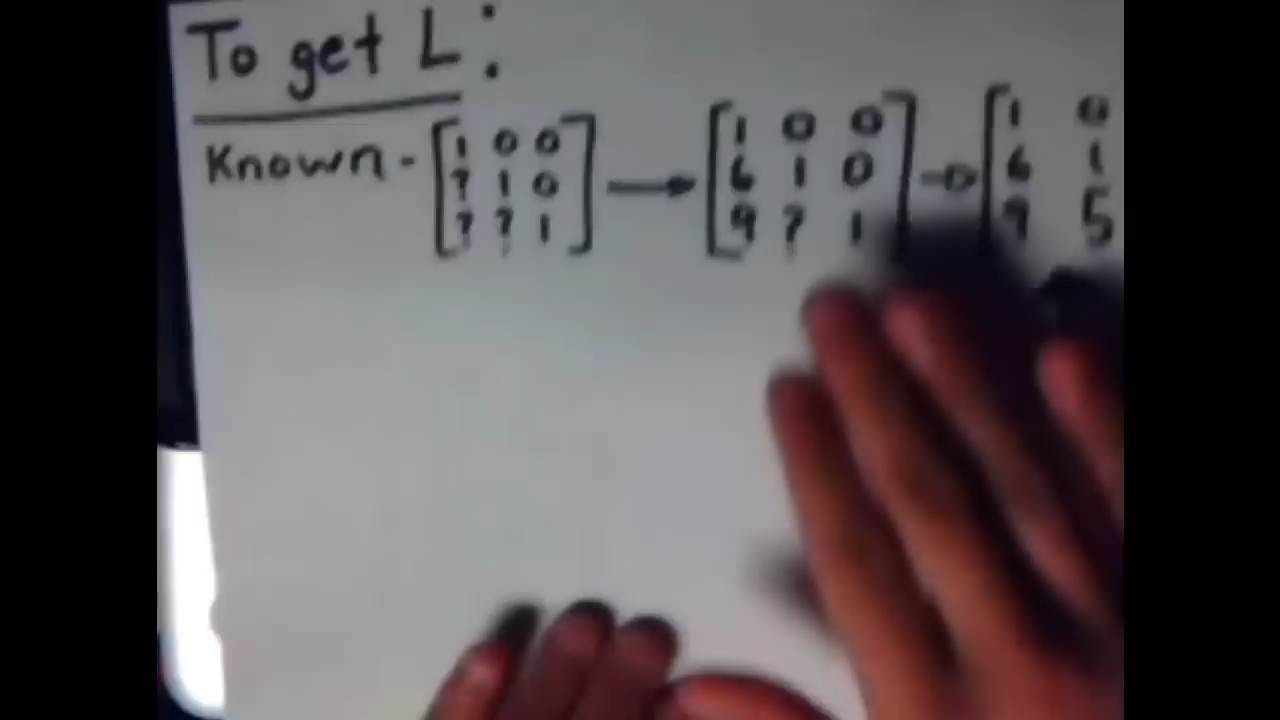 To get L:
Known - [1 0 0] → [1 0 0] → [1 0
[? 1 0] [6 1 0] [6 1
[? ? 1] [9 ? 1] [9 5